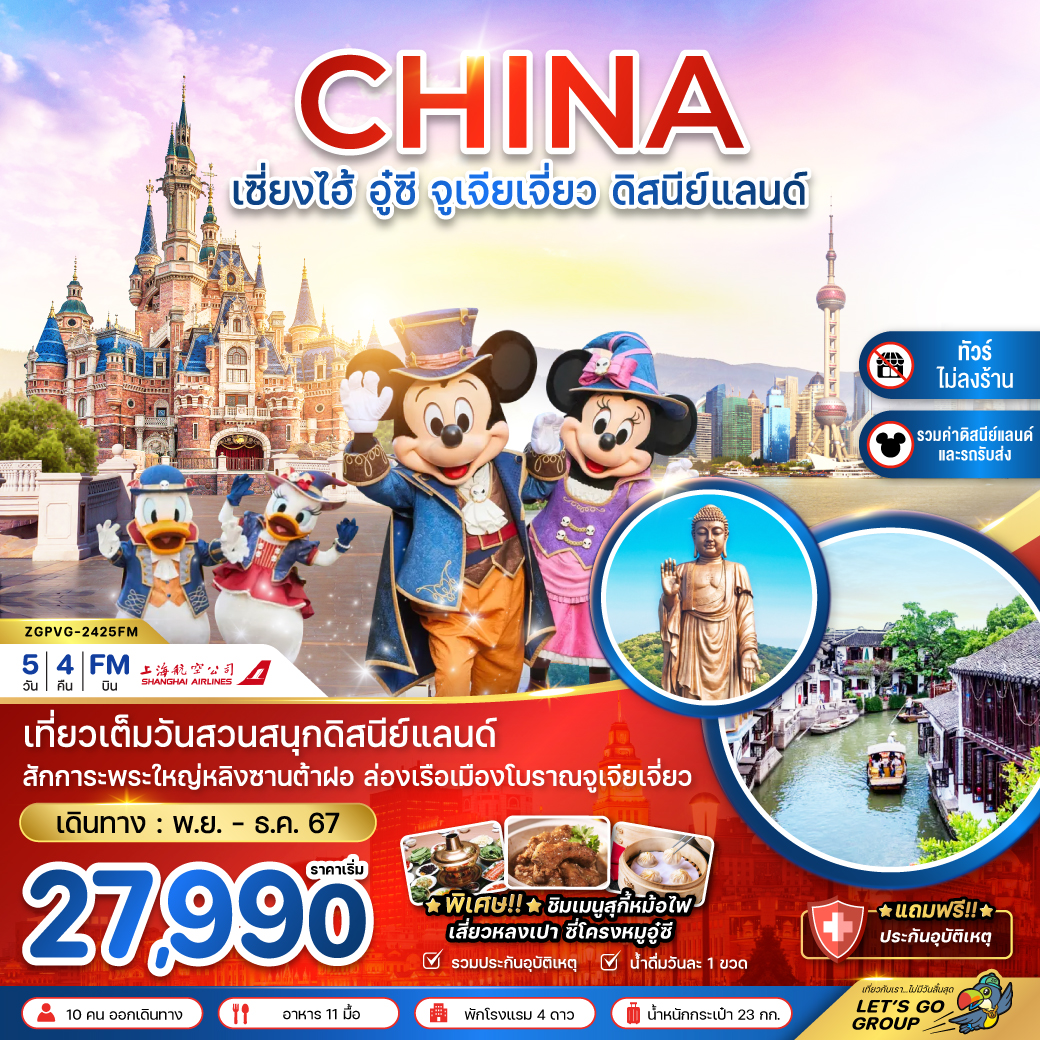 CHINA
เซี่ยงไฮ้ อู๋ซี จูเจียเจี่ยว ดิสนีย์แลนด์
ทัวร์
ไม่ลงร้าน
รวมค่าดิสนีย์แลนด์
และรถรับส่ง
ZGPVG-2425FM
5 4 FM
วัน คืน บิน
上海航空公司
SHANGHAI AIRLINES
เที่ยวเต็มวันสวนสนุกดิสนีย์แลนด์
สักการะพระใหญ่หลิงซานต้าฝอ ล่องเรือเมืองโบราณจูเจียเจี่ยว
เดินทาง : พ.ย. - ธ.ค. 67
ราคาเริ่ม
27,990
พิเศษ!! ชิมเมนูสุกี้หม้อไฟ
เสี่ยวหลงเปา ซี่โครงหมูอู๋ซี
รวมประกันอุบัติเหตุ น้ำดื่มวันละ 1 ขวด
แถมฟรี!!
ประกันอุบัติเหตุ
10 คน ออกเดินทาง
อาหาร 11 มื้อ
พักโรงแรม 4 ดาว
น้ำหนักกระเป๋า 23 กก.
เที่ยวกับเรา...ไม่มีวันสิ้นสุด
LET'S GO
GROUP